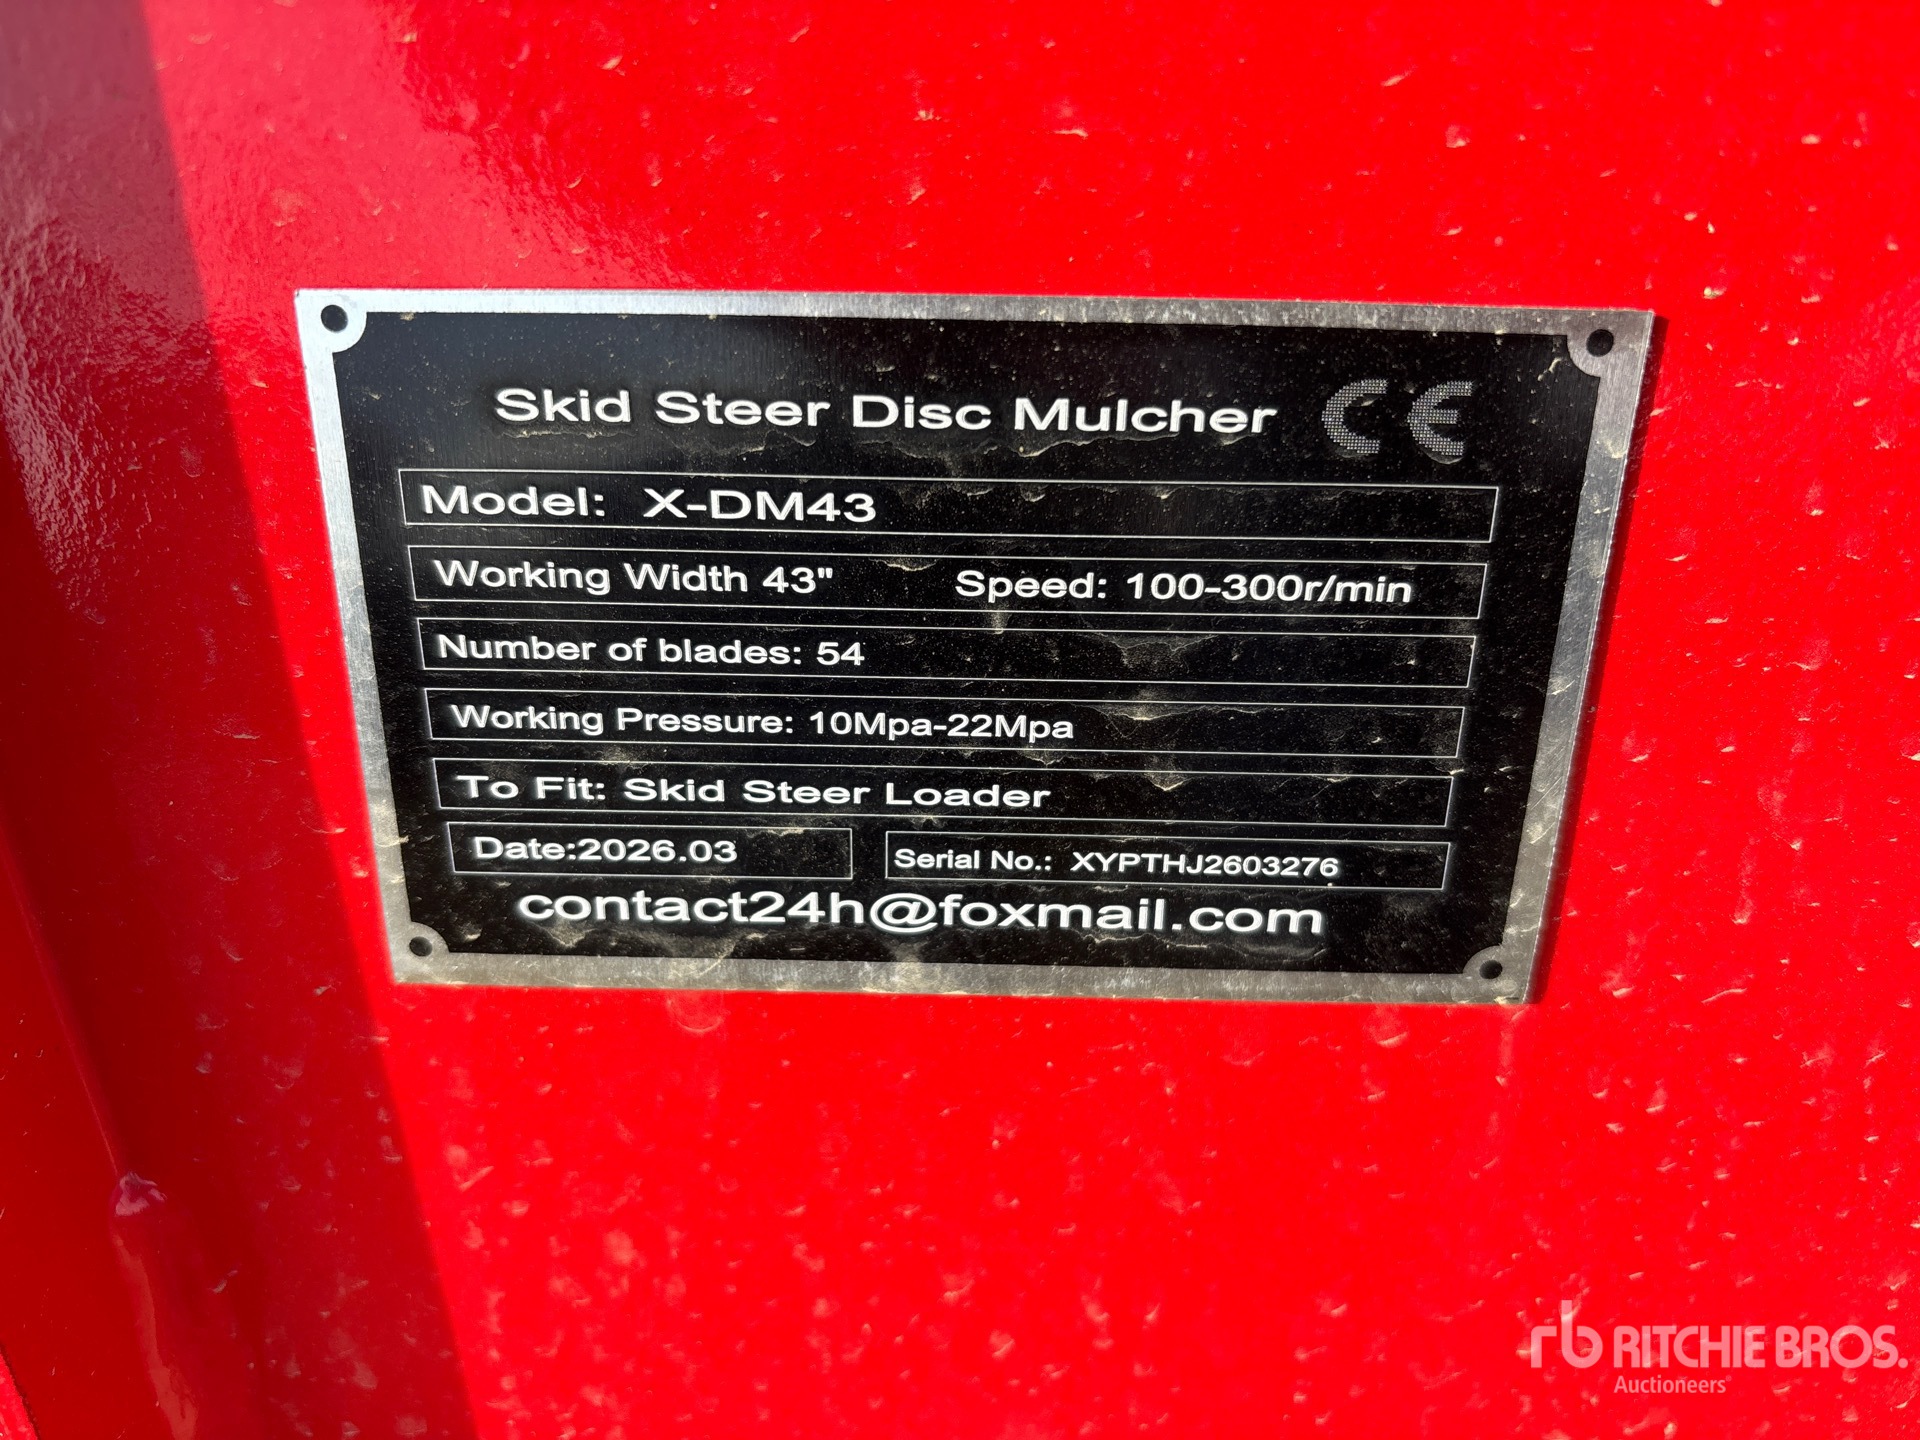 Skid Steer Disc Mulcher CE
Model: X-DM43
Working Width 43" Speed: 100-300r/min
Number of blades: 54
Working Pressure: 10Mpa-22Mpa
To Fit: Skid Steer Loader
Date:2026.03 Serial No.: XYPTHJ2603276
contact24h@foxmail.com
rb RITCHIE BROS.
Auctioneers